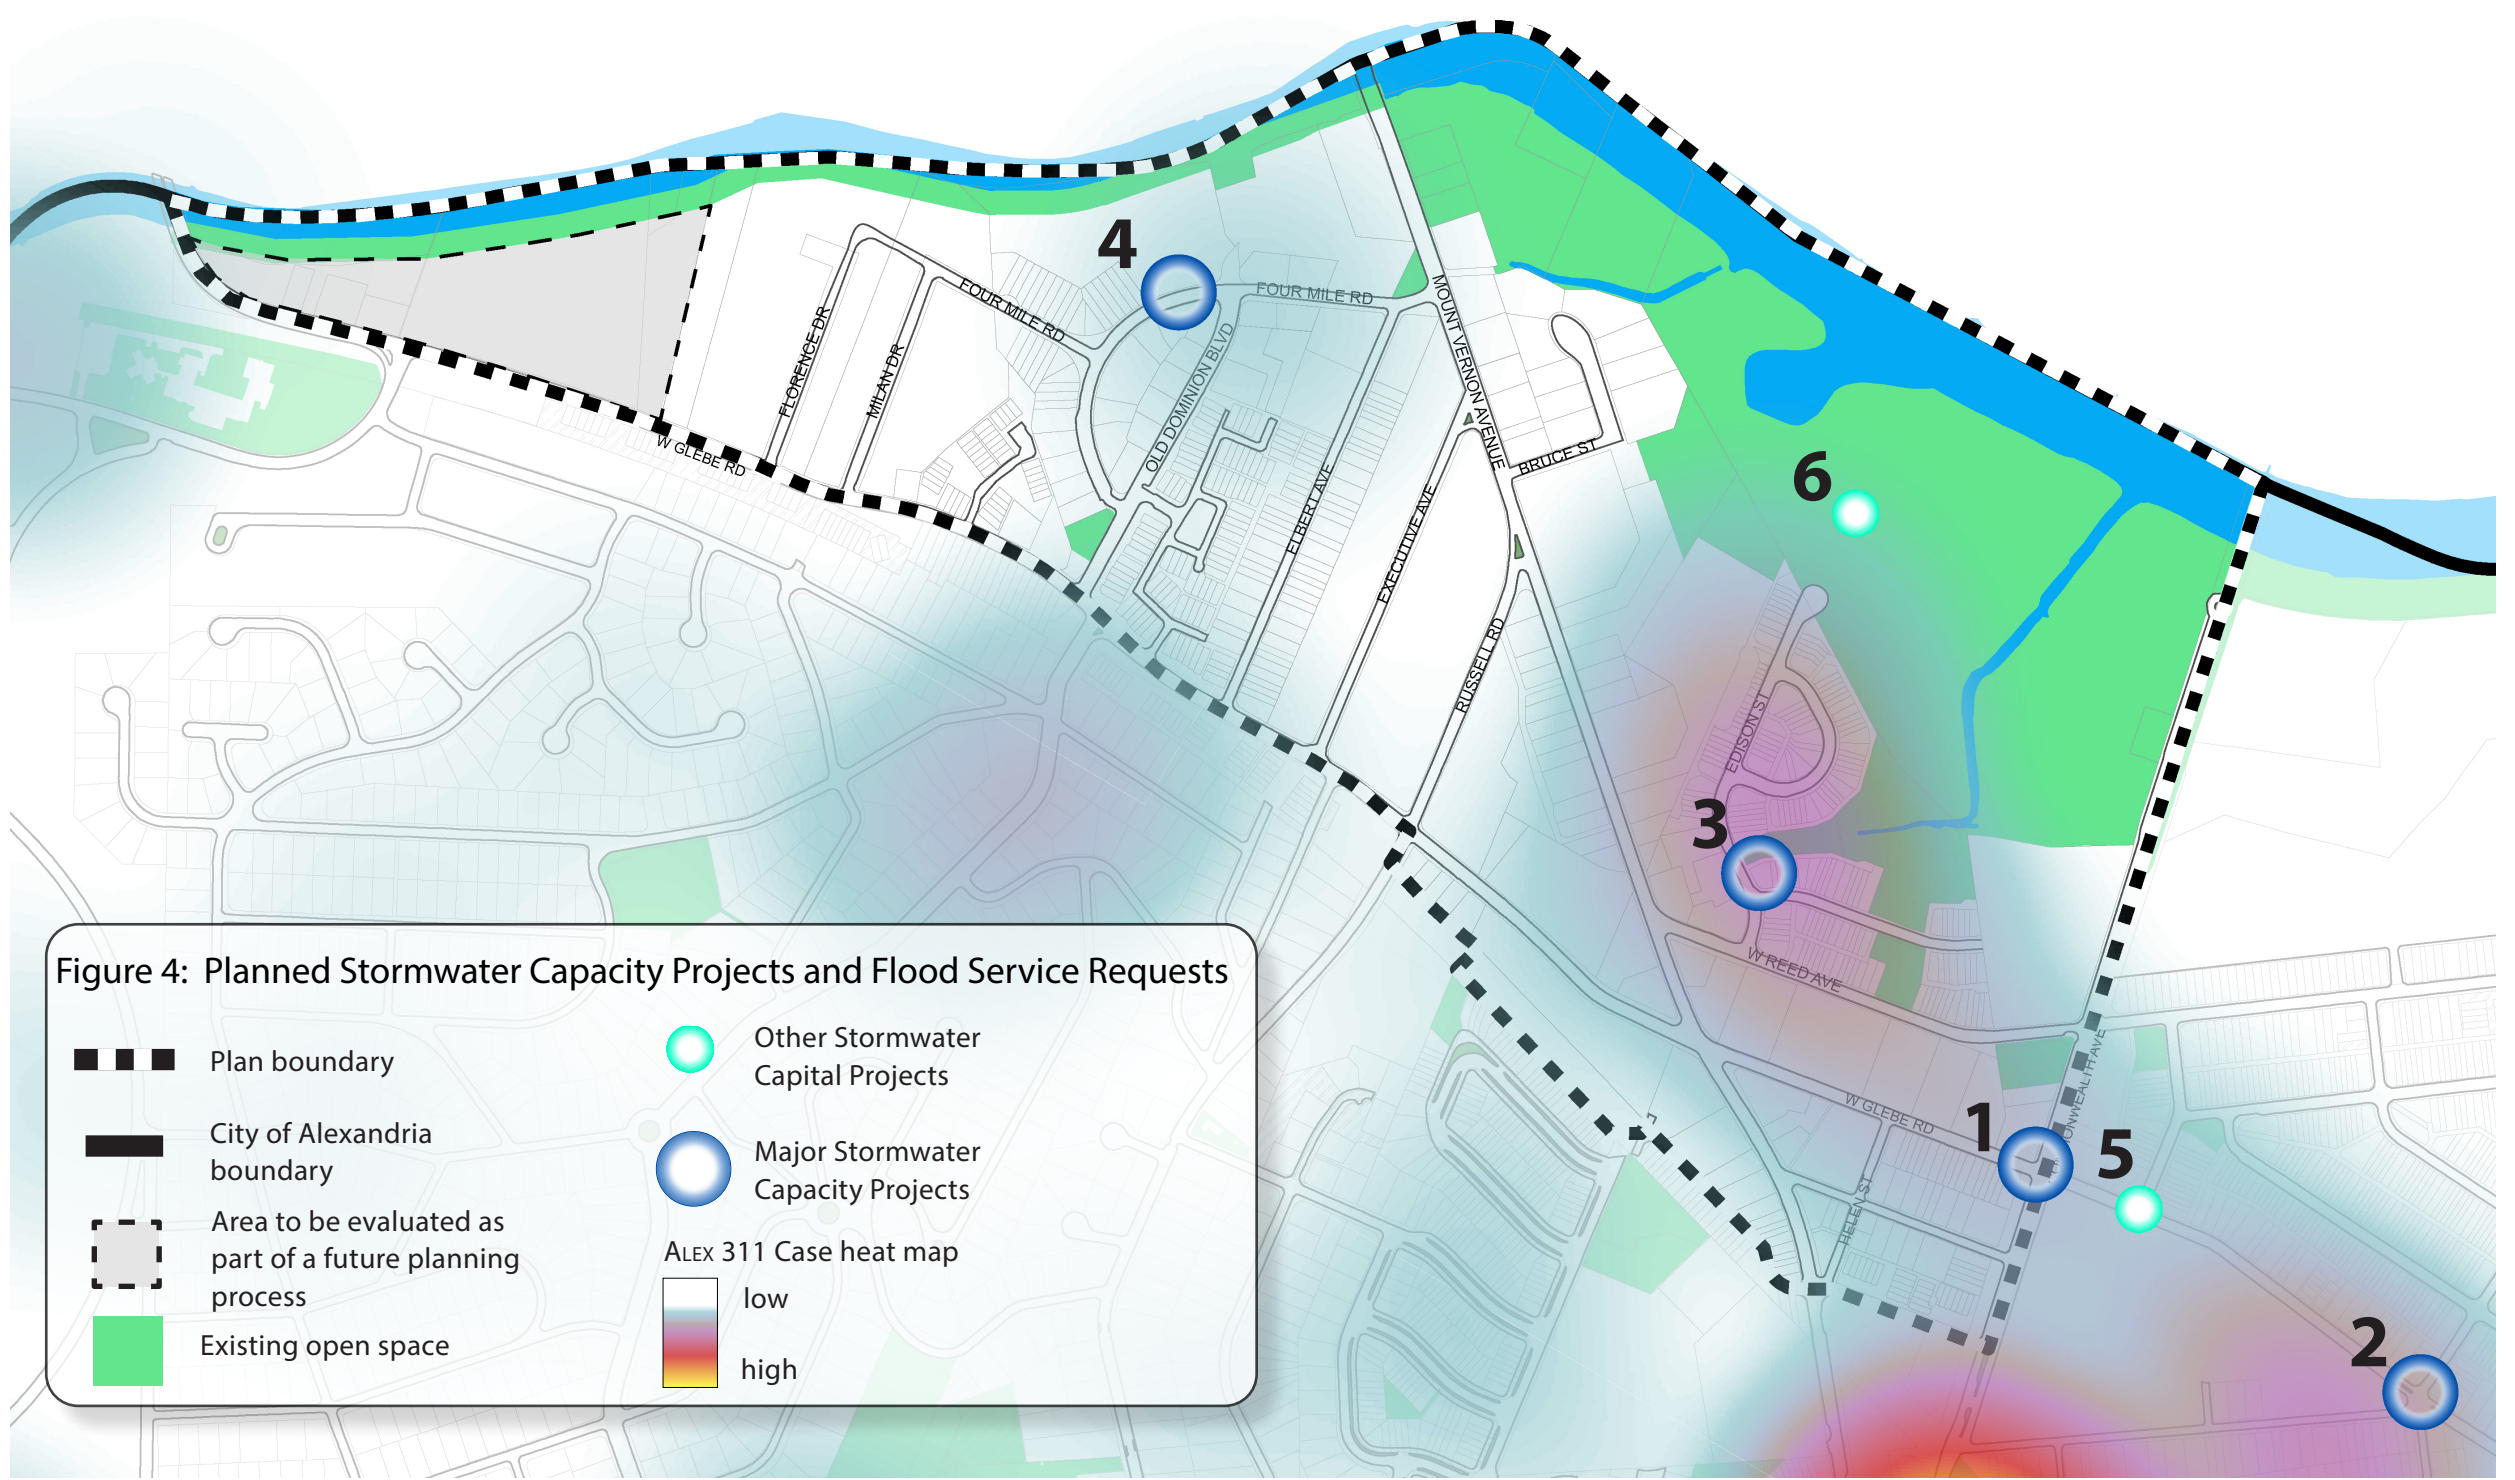 4
FOUR MILE RD
FOUR MILE RD
MOUNT VERNON AVENUE
FLORENCE DR
MILAN DR
OLD DOMINION BLVD
W GLEBE RD
BRUCE ST
6
ELBERT AVE
EXECUTIVE AVE
RUSSELL RD
EDISON ST
3
W REED AVE
W GLEBE RD
1
5
HELEN ST
2
Figure 4: Planned Stormwater Capacity Projects and Flood Service Requests
Plan boundary
City of Alexandria
boundary
Area to be evaluated as
part of a future planning
process
Existing open space
Other Stormwater
Capital Projects
Major Stormwater
Capacity Projects
ALEX 311 Case heat map
low
high